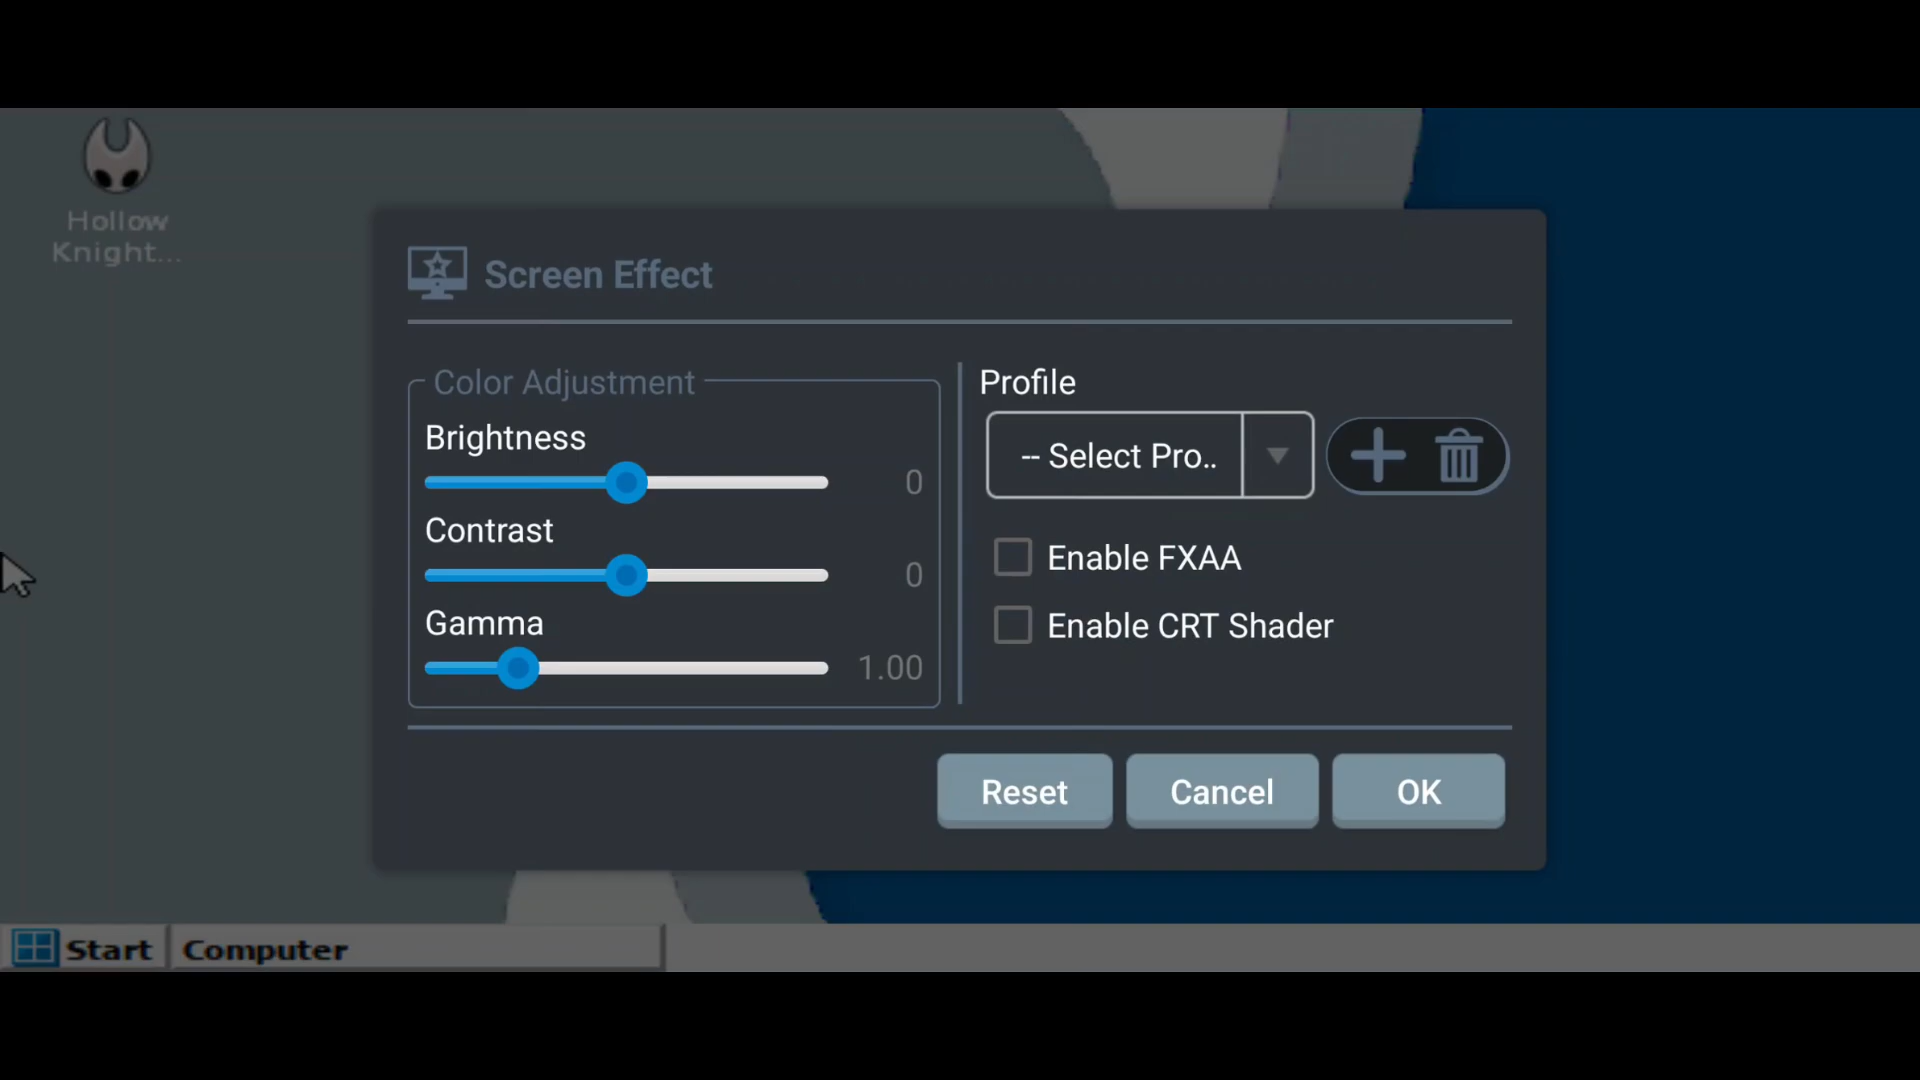 Hollow
Knight...
Screen Effect
Color Adjustment
Brightness
0
Contrast
0
Gamma
1.00
Profile
-- Select Pro..
Enable FXAA
Enable CRT Shader
Reset
Cancel
OK
Start
Computer